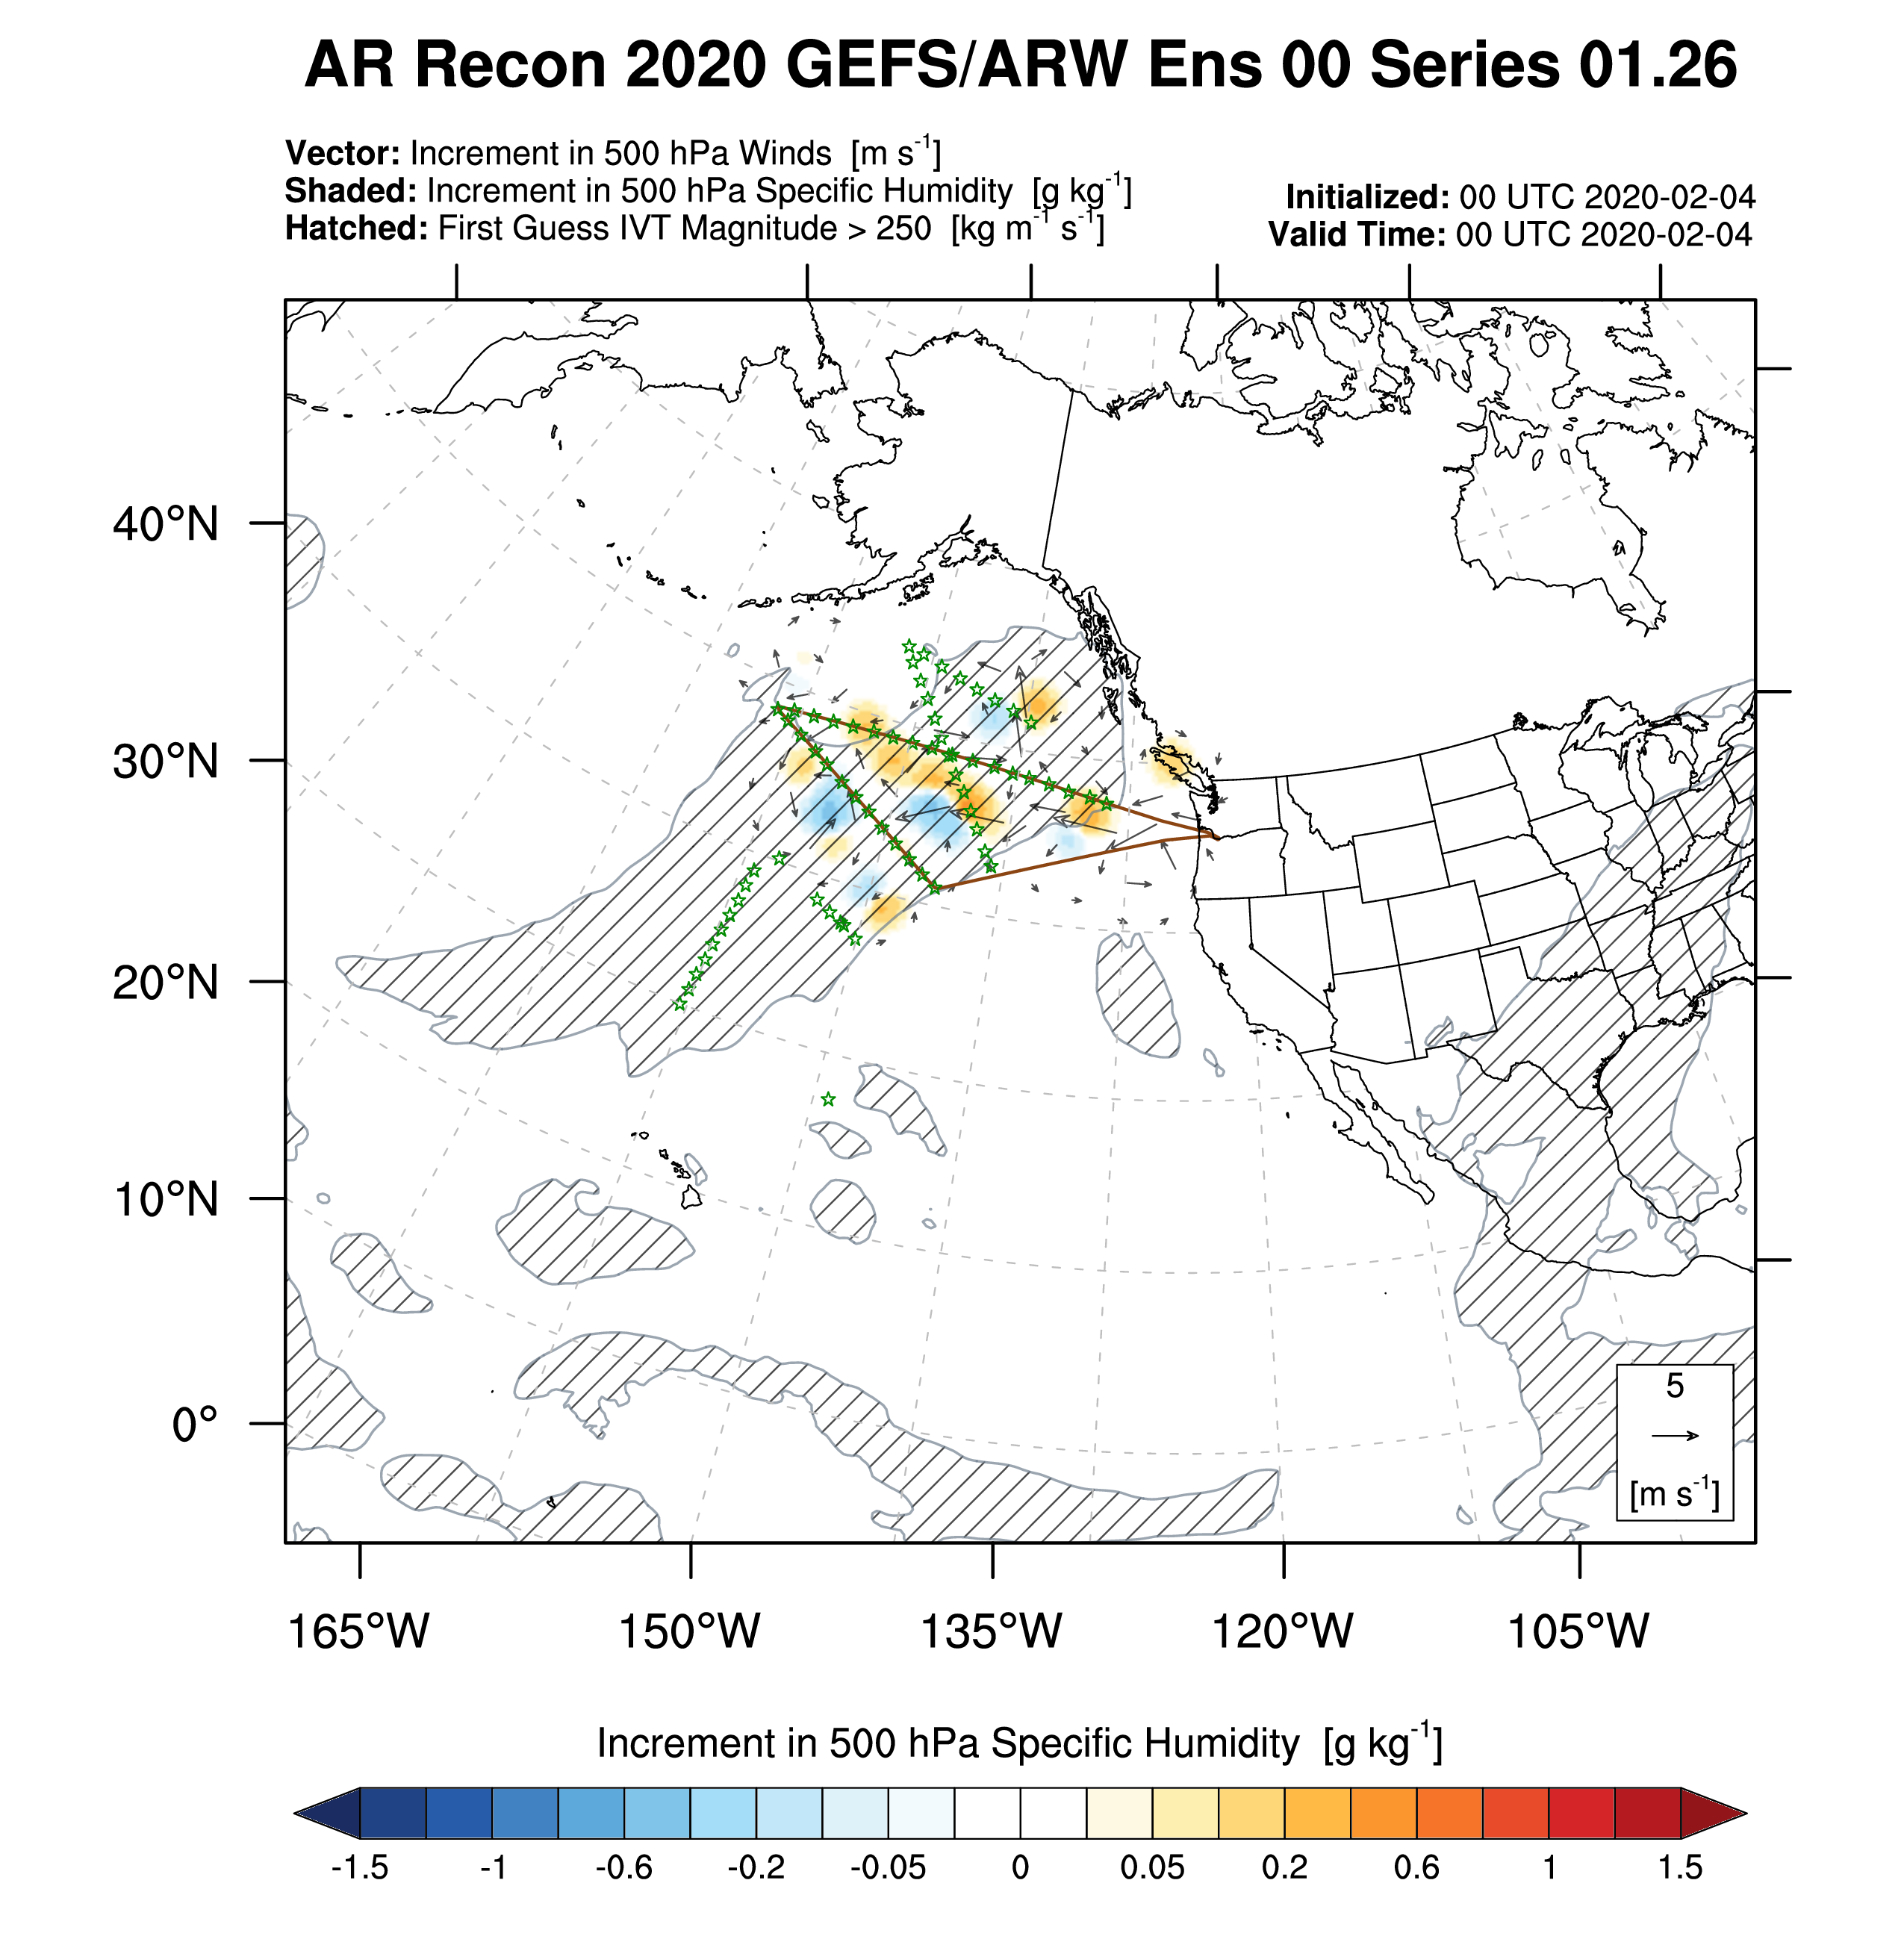 AR Recon 2020 GEFS/ARW Ens 00 Series 01.26
Vector: Increment in 500 hPa Winds [m s-1]
Shaded: Increment in 500 hPa Specific Humidity [g kg-1]
Hatched: First Guess IVT Magnitude > 250 [kg m-1 s-1]
Initialized: 00 UTC 2020-02-04
Valid Time: 00 UTC 2020-02-04
40°N
30°N
20°N
10°N
0°
5
[m s-1]
165°W 150°W 135°W 120°W 105°W
Increment in 500 hPa Specific Humidity [g kg-1]
-1.5 -1 -0.6 -0.2 -0.05 0 0.05 0.2 0.6 1 1.5